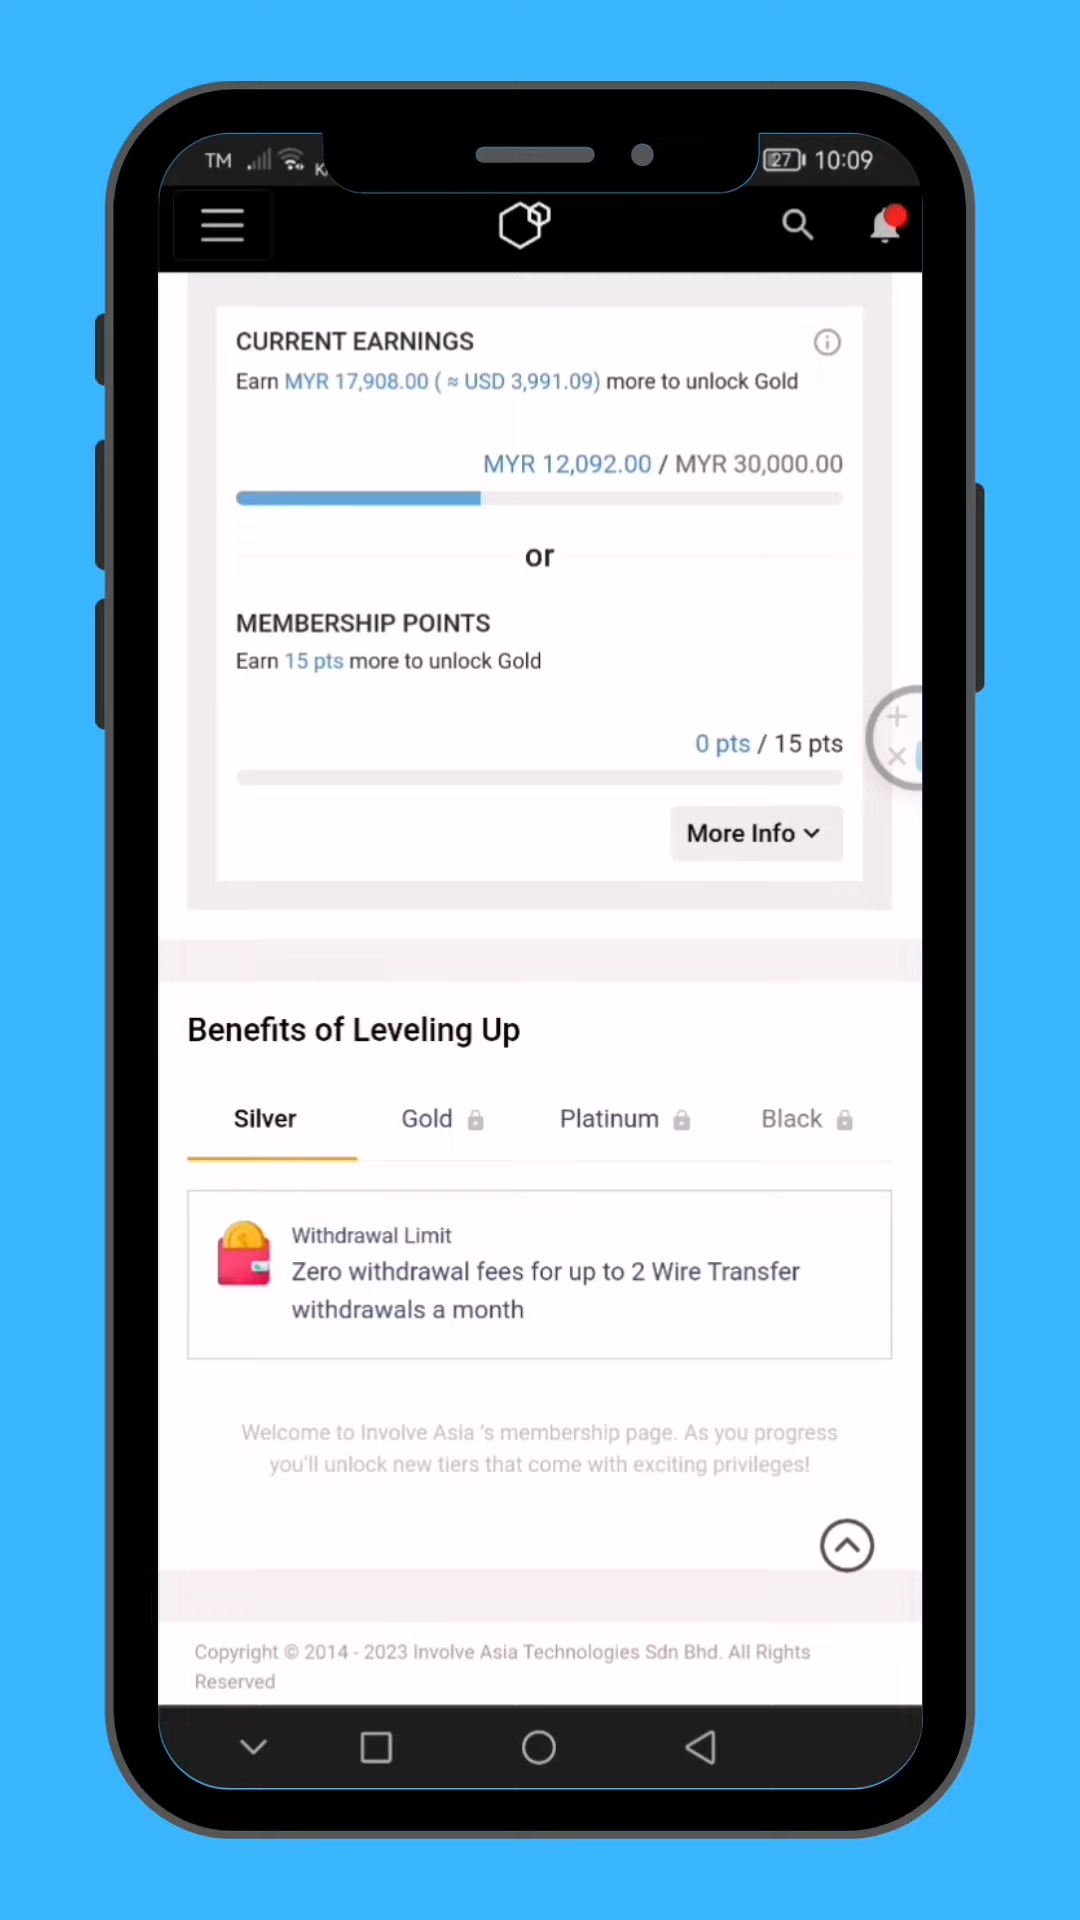 TM
27 10:09
CURRENT EARNINGS
Earn MYR 17,908.00 ( ≈ USD 3,991.09) more to unlock Gold
MYR 12,092.00 / MYR 30,000.00
or
MEMBERSHIP POINTS
Earn 15 pts more to unlock Gold
0 pts / 15 pts
More Info
Benefits of Leveling Up
Silver Gold Platinum Black
Withdrawal Limit
Zero withdrawal fees for up to 2 Wire Transfer
withdrawals a month
Welcome to Involve Asia 's membership page. As you progress
you'll unlock new tiers that come with exciting privileges!
Copyright © 2014 - 2023 Involve Asia Technologies Sdn Bhd. All Rights
Reserved